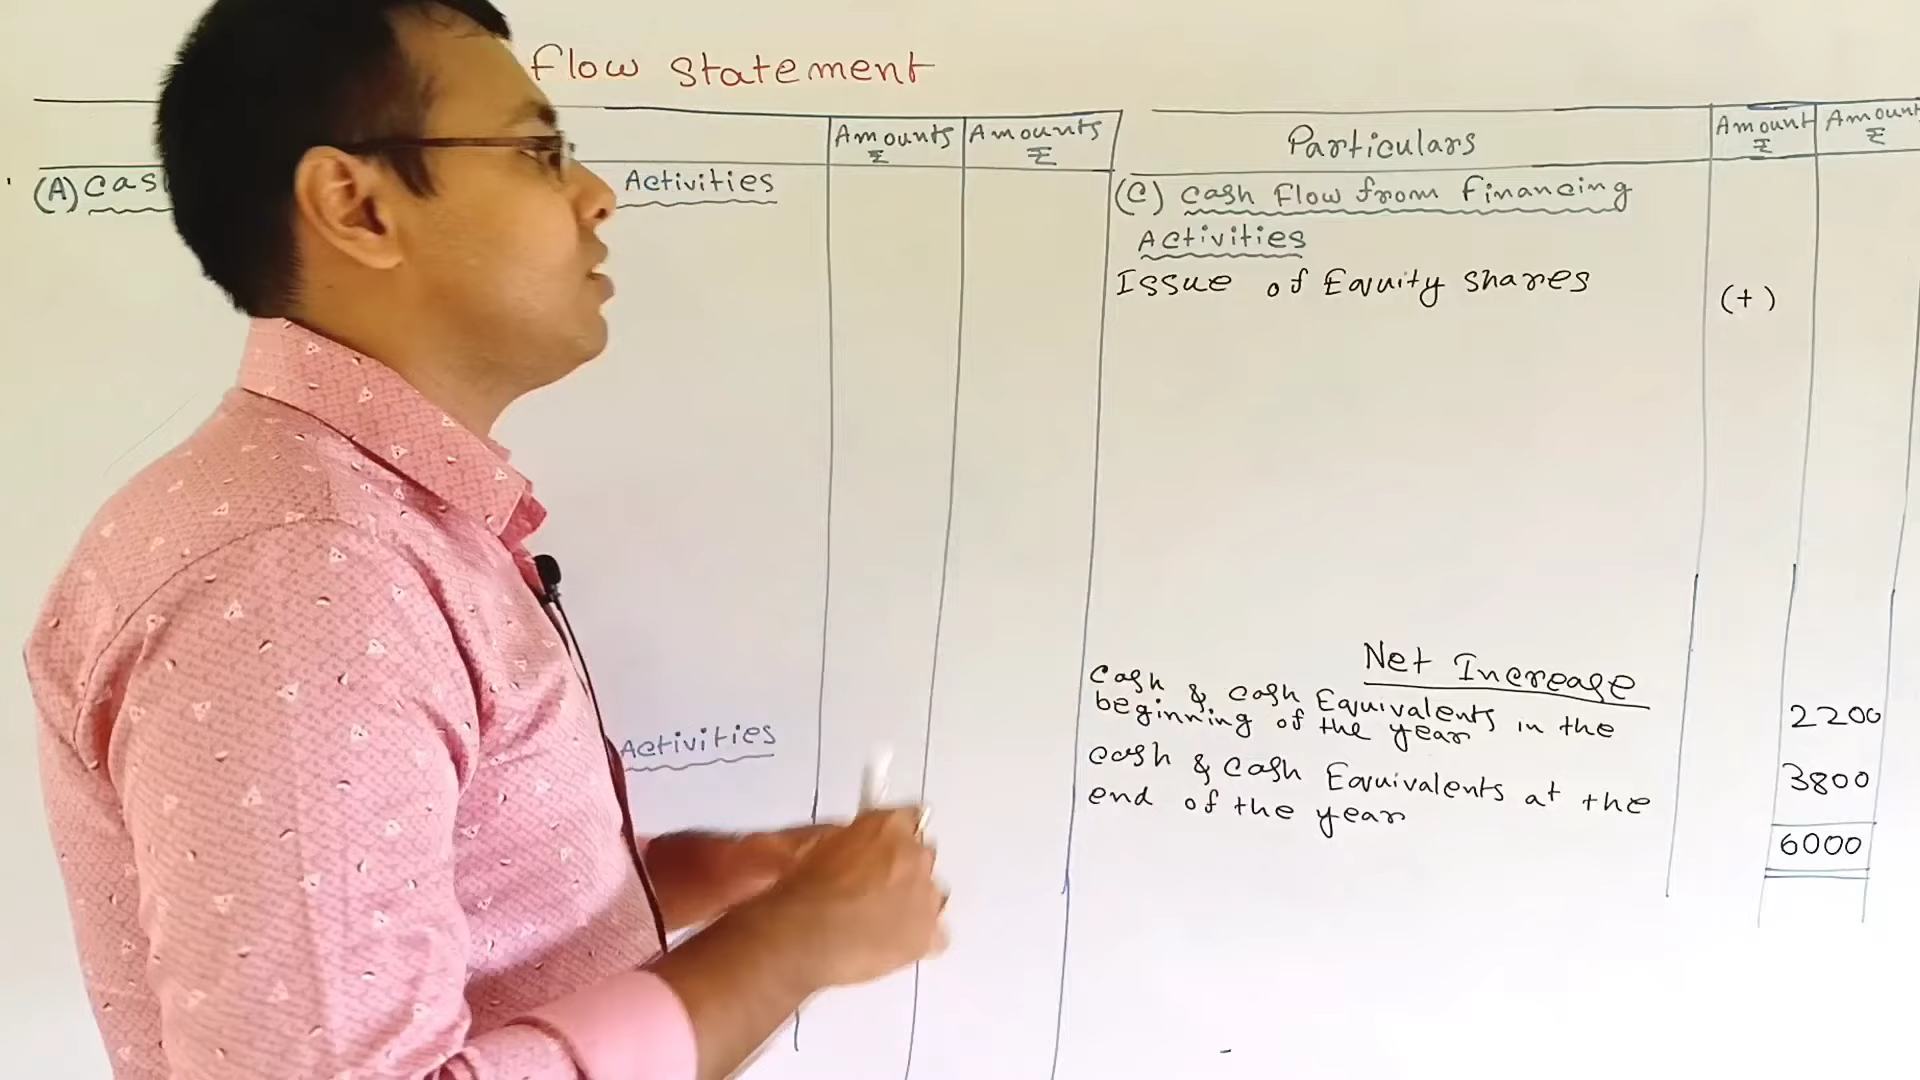 Flow Statement
Amounts ₹
Amounts ₹
(A) Cas
Activities
Activities
Particulars
Amount ₹
Amount ₹
(C) Cash Flow from Financing
Activities
Issue of Equity Shares
(+)
Net Increase
Cash & Cash Equivalents in the
beginning of the year
2200
Cash & Cash Equivalents at the
end of the year
3800
6000